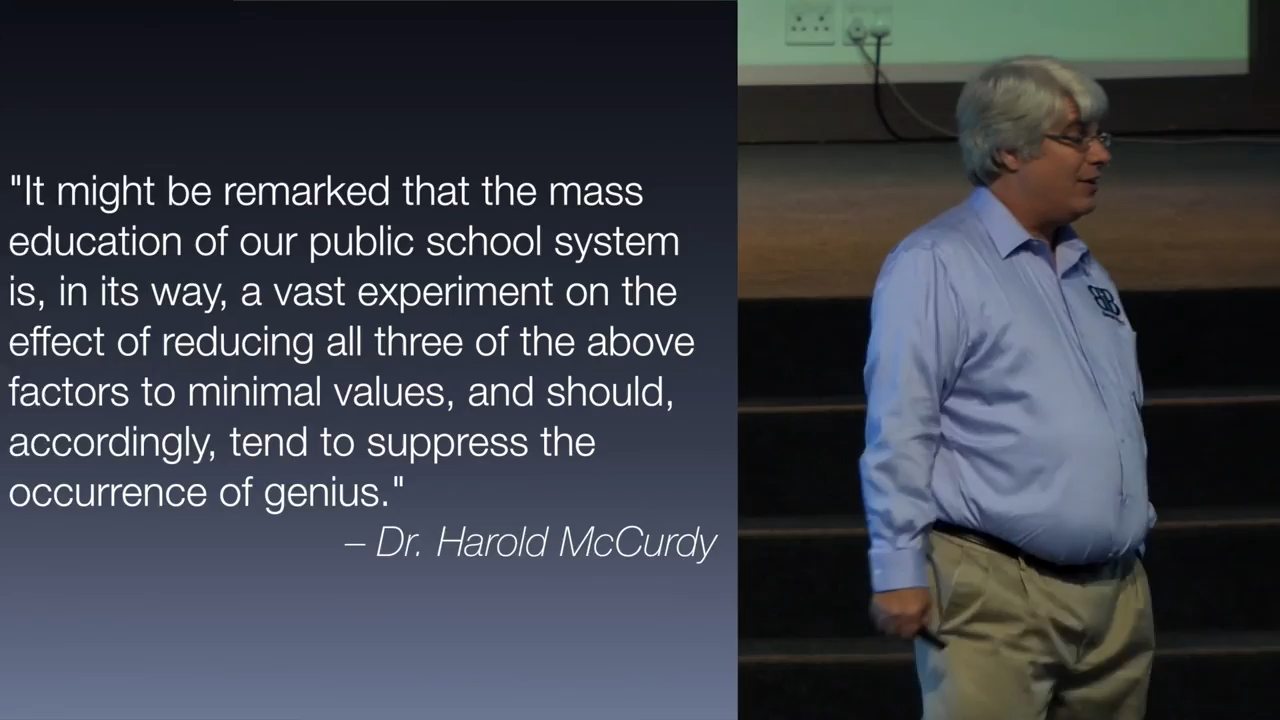 "It might be remarked that the mass
education of our public school system
is, in its way, a vast experiment on the
effect of reducing all three of the above
factors to minimal values, and should,
accordingly, tend to suppress the
occurrence of genius."
– Dr. Harold McCurdy